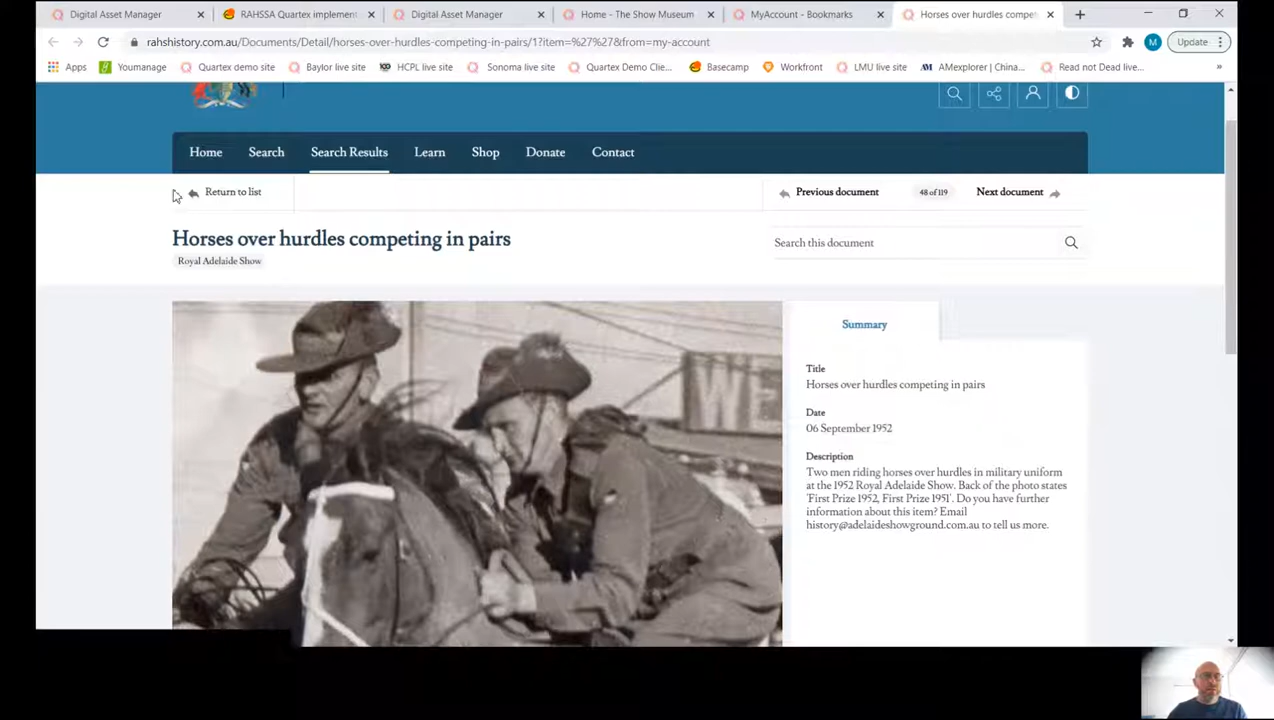 Digital Asset Manager
RAHSSA Quartex implement
Digital Asset Manager
Home - The Show Museum
MyAccount - Bookmarks
Horses over hurdles compet
rahshistory.com.au/Documents/Detail/horses-over-hurdles-competing-in-pairs/1?item=%27%27&from=my-account
M
Update
Apps
Youmanage
Quartex demo site
Baylor live site
HCPL live site
Sonoma live site
Quartex Demo Clie...
Basecamp
Workfront
LMU live site
AM
AMexplorer | China...
Read not Dead live...
»
Home
Search
Search Results
Learn
Shop
Donate
Contact
Return to list
Previous document
48 of 119
Next document
Horses over hurdles competing in pairs
Search this document
Royal Adelaide Show
Summary
Title
Horses over hurdles competing in pairs
Date
06 September 1952
Description
Two men riding horses over hurdles in military uniform
at the 1952 Royal Adelaide Show. Back of the photo states
'First Prize 1952, First Prize 1951'. Do you have further
information about this item? Email
history@adelaideshowground.com.au to tell us more.
WE